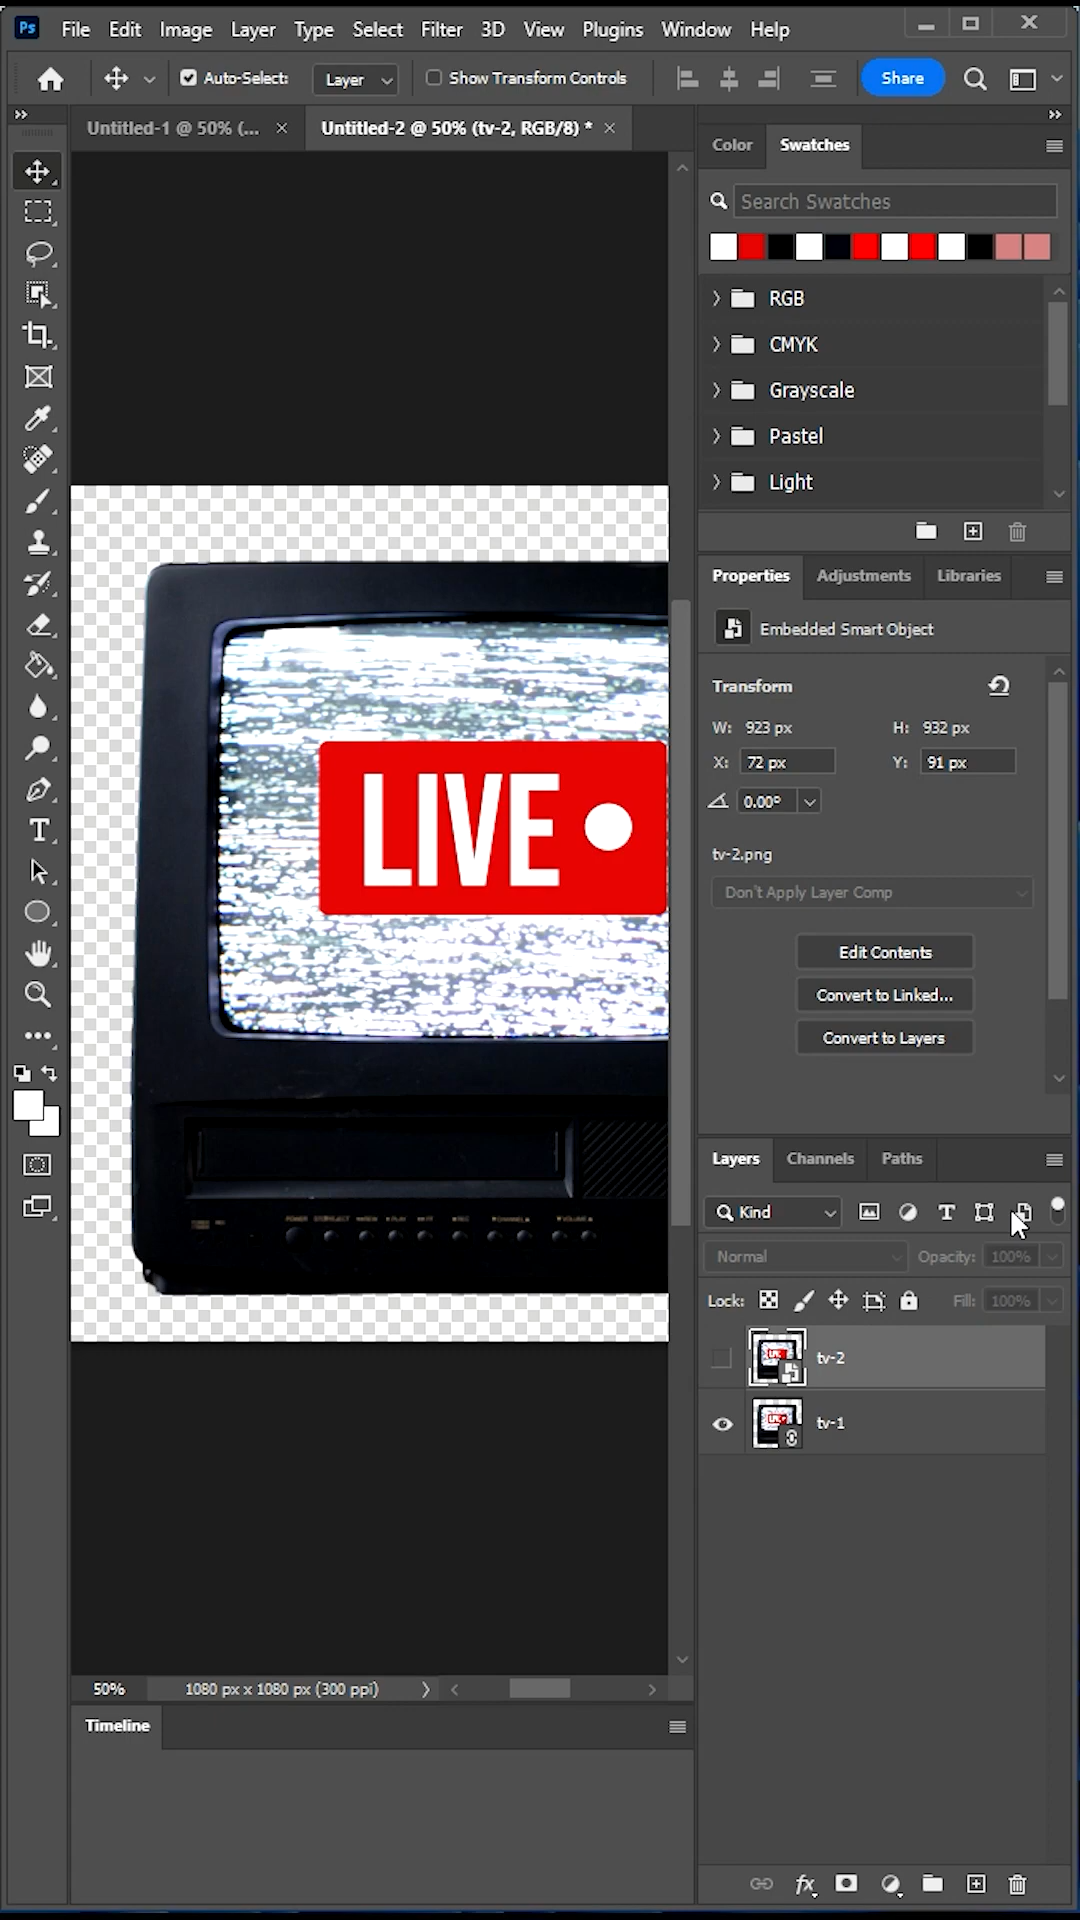 Ps File Edit Image Layer Type Select Filter 3D View Plugins Window Help
Auto-Select: Layer Show Transform Controls Share
Untitled-1 @ 50% (... × Untitled-2 @ 50% (tv-2, RGB/8) * ×
Color Swatches
Search Swatches
RGB
CMYK
Grayscale
Pastel
Light
Properties Adjustments Libraries
Embedded Smart Object
Transform
W: 923 px H: 932 px
X: 72 px Y: 91 px
0.00°
tv-2.png
Don't Apply Layer Comp
Edit Contents
Convert to Linked...
Convert to Layers
LIVE
Layers Channels Paths
Kind
Normal Opacity: 100%
Lock: Fill: 100%
tv-2
tv-1
50% 1080 px x 1080 px (300 ppi)
Timeline
fx